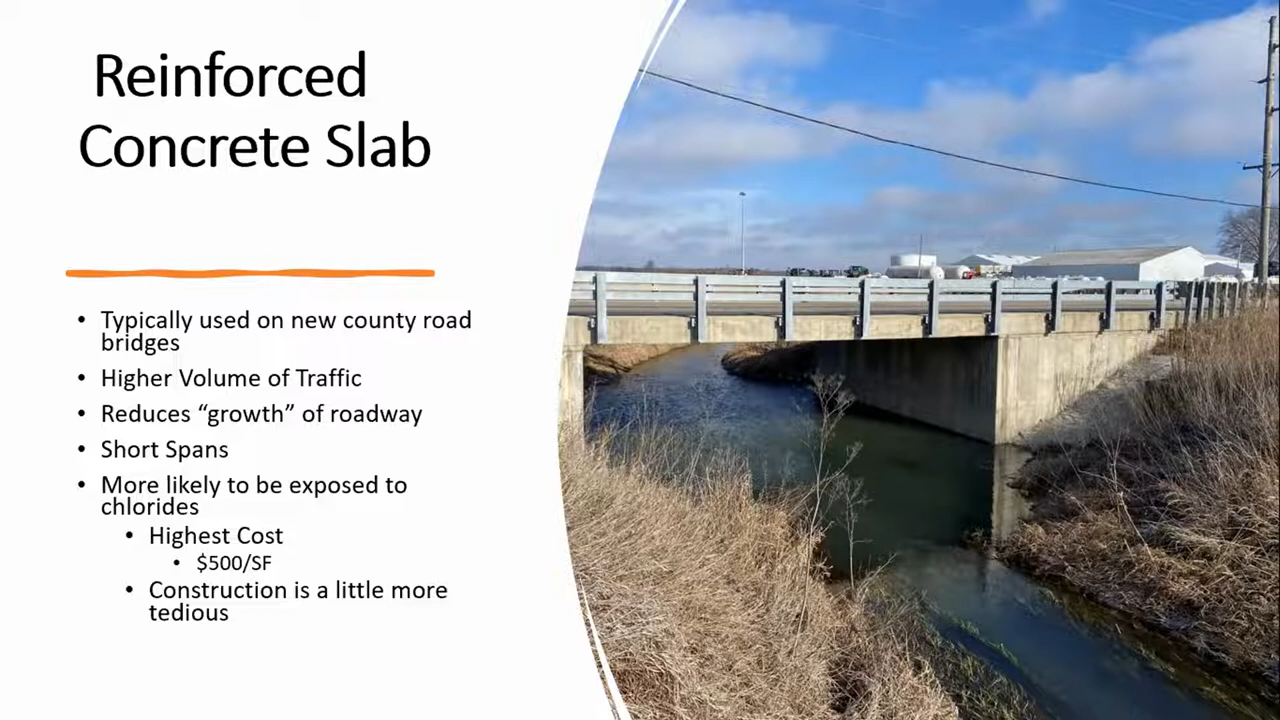 Reinforced
Concrete Slab
• Typically used on new county road
bridges
• Higher Volume of Traffic
• Reduces “growth” of roadway
• Short Spans
• More likely to be exposed to
chlorides
• Highest Cost
• $500/SF
• Construction is a little more
tedious